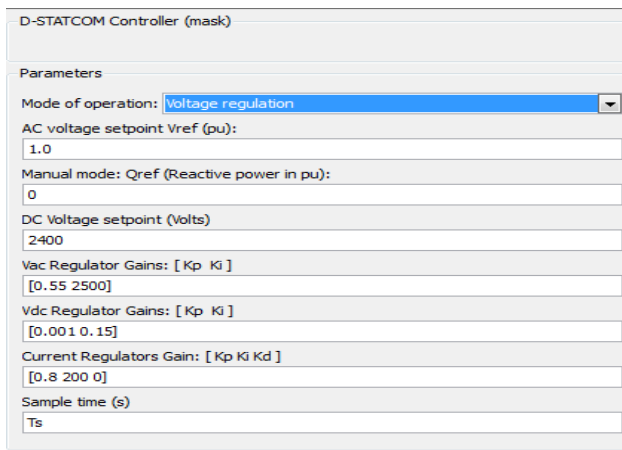 D-STATCOM Controller (mask)
Parameters
Mode of operation: Voltage regulation
AC voltage setpoint Vref (pu):
1.0
Manual mode: Qref (Reactive power in pu):
0
DC Voltage setpoint (Volts)
2400
Vac Regulator Gains: [ Kp Ki ]
[0.55 2500]
Vdc Regulator Gains: [ Kp Ki ]
[0.001 0.15]
Current Regulators Gain: [ Kp Ki Kd ]
[0.8 200 0]
Sample time (s)
Ts